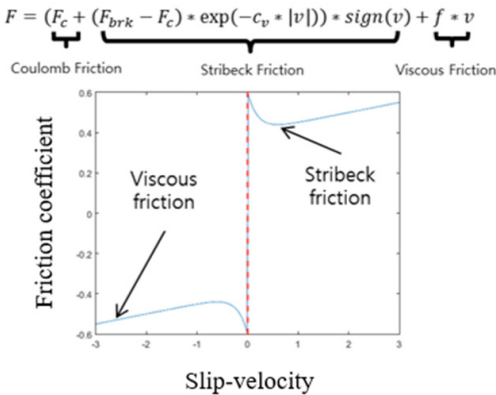 F = (F_c + (F_brk − F_c) * exp(−c_v * |v|)) * sign(v) + f * v
Coulomb Friction Stribeck Friction Viscous Friction
0.6
0.4
0.2
0
-0.2
-0.4
-0.6
Friction coefficient
Viscous
friction
Stribeck
friction
-3 -2 -1 0 1 2 3
Slip-velocity